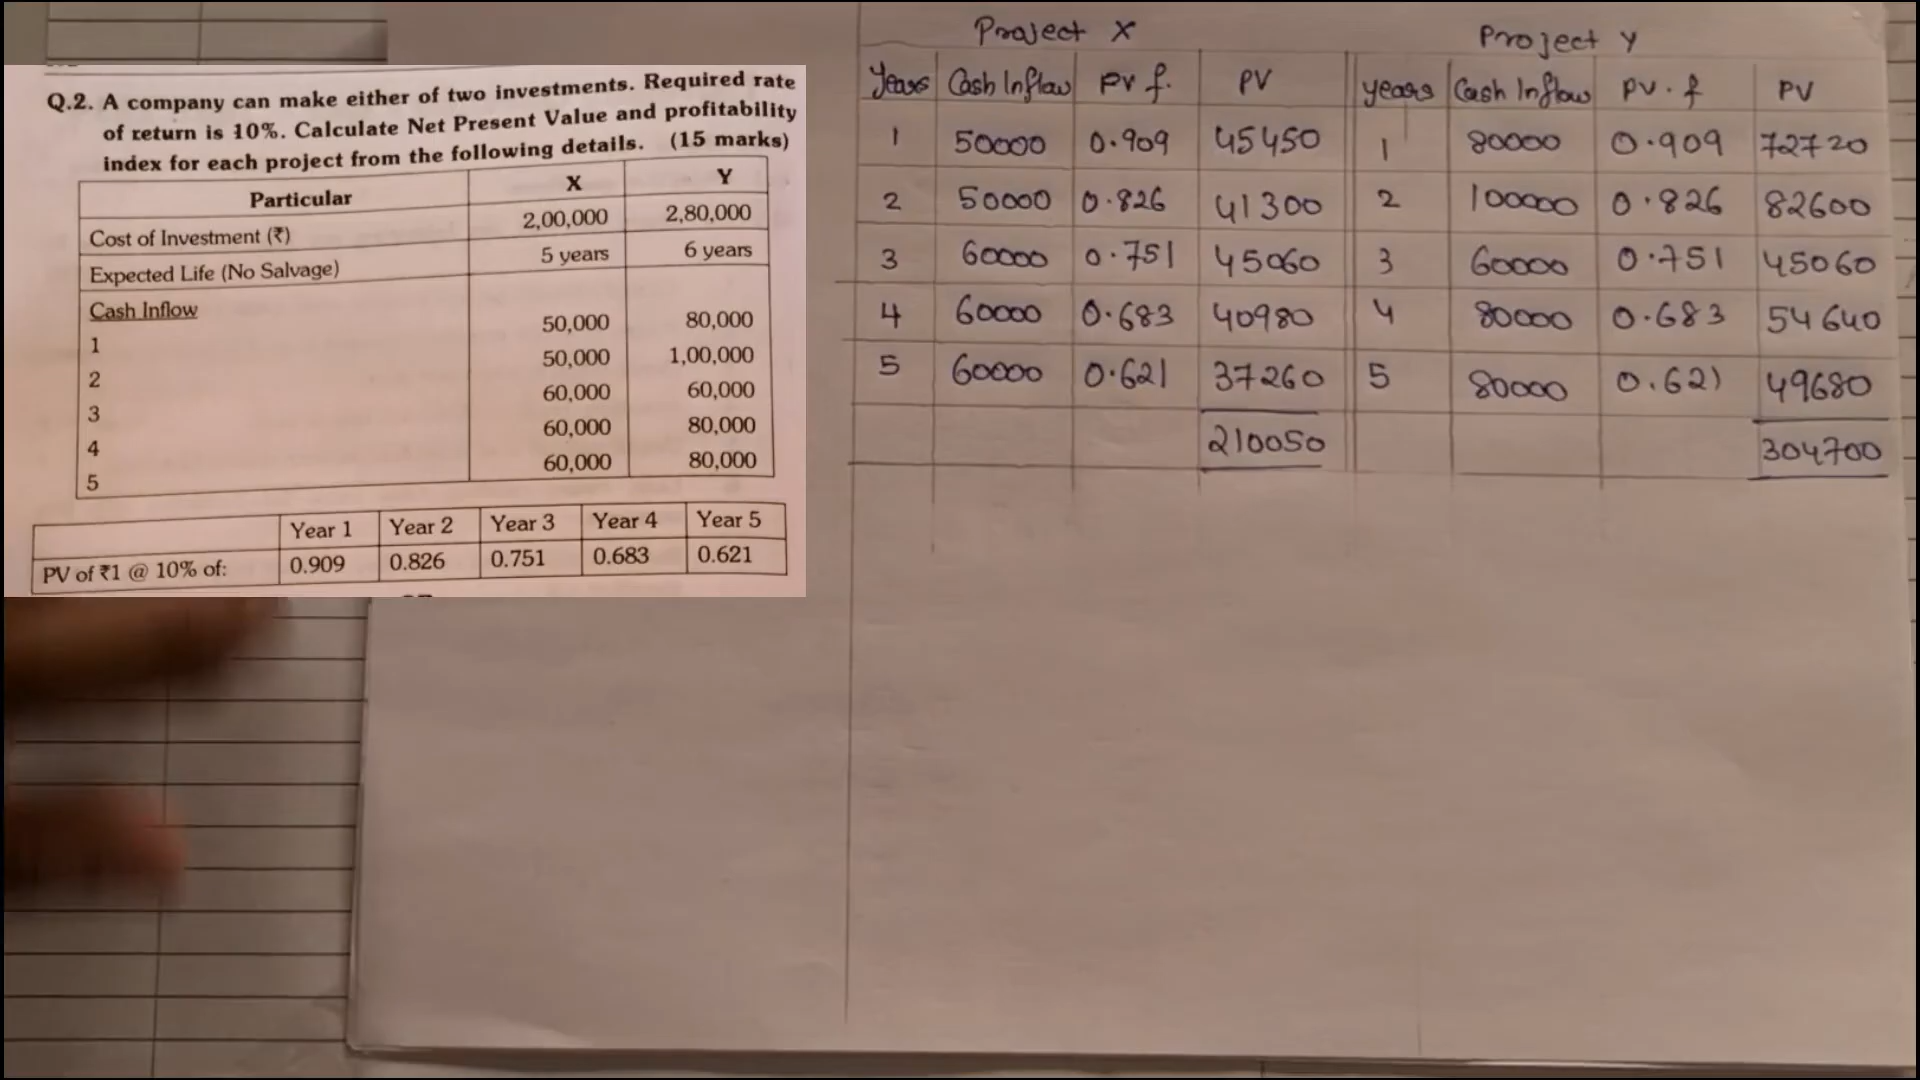 Q.2. A company can make either of two investments. Required rate
of return is 10%. Calculate Net Present Value and profitability
index for each project from the following details. (15 marks)
Particular X Y
Cost of Investment (₹) 2,00,000 2,80,000
Expected Life (No Salvage) 5 years 6 years
Cash Inflow
1 50,000 80,000
2 50,000 1,00,000
3 60,000 60,000
4 60,000 80,000
5 60,000 80,000
Year 1 Year 2 Year 3 Year 4 Year 5
PV of ₹1 @ 10% of: 0.909 0.826 0.751 0.683 0.621
Project X Project Y
Years Cash Inflow PV f. PV years Cash Inflow PV.f PV
1 50000 0.909 45450 1 80000 0.909 72720
2 50000 0.826 41300 2 100000 0.826 82600
3 60000 0.751 45060 3 60000 0.751 45060
4 60000 0.683 40980 4 80000 0.683 54640
5 60000 0.621 37260 5 80000 0.621 49680
210050 304700